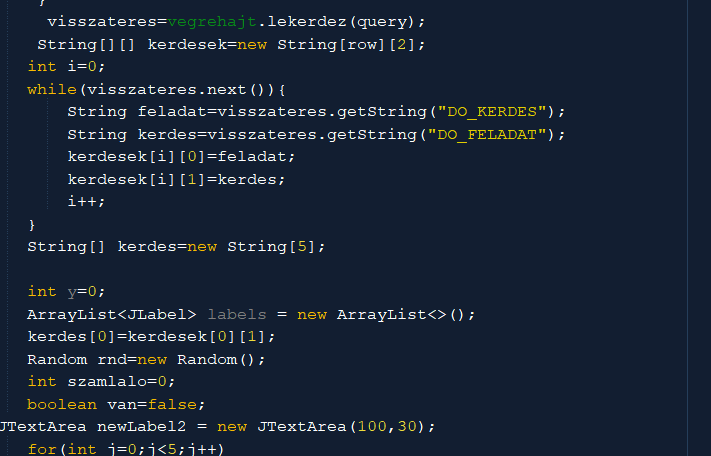 }
visszateres=vegrehajt.lekerdez(query);
String[][] kerdesek=new String[row][2];
int i=0;
while(visszateres.next()){
String feladat=visszateres.getString("DO_KERDES");
String kerdes=visszateres.getString("DO_FELADAT");
kerdesek[i][0]=feladat;
kerdesek[i][1]=kerdes;
i++;
}
String[] kerdes=new String[5];
int y=0;
ArrayList<JLabel> labels = new ArrayList<>();
kerdes[0]=kerdesek[0][1];
Random rnd=new Random();
int szamlalo=0;
boolean van=false;
JTextArea newLabel2 = new JTextArea(100,30);
for(int j=0;j<5;j++)